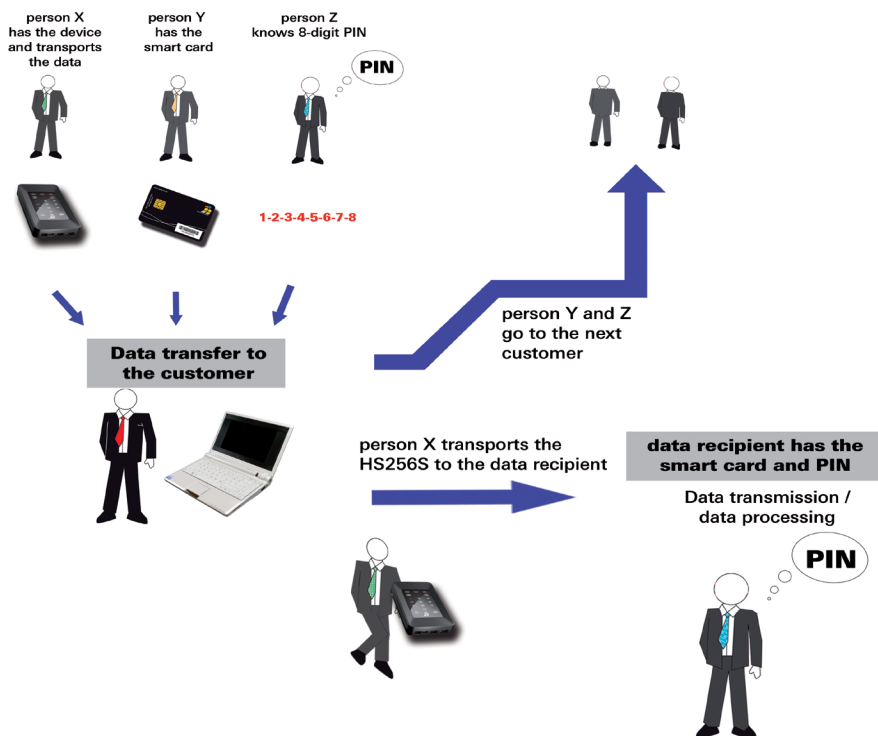 person X
has the device
and transports
the data
person Y
has the
smart card
person Z
knows 8-digit PIN
PIN
1-2-3-4-5-6-7-8
Data transfer to
the customer
person Y and Z
go to the next
customer
person X transports the
HS256S to the data recipient
data recipient has the
smart card and PIN
Data transmission /
data processing
PIN